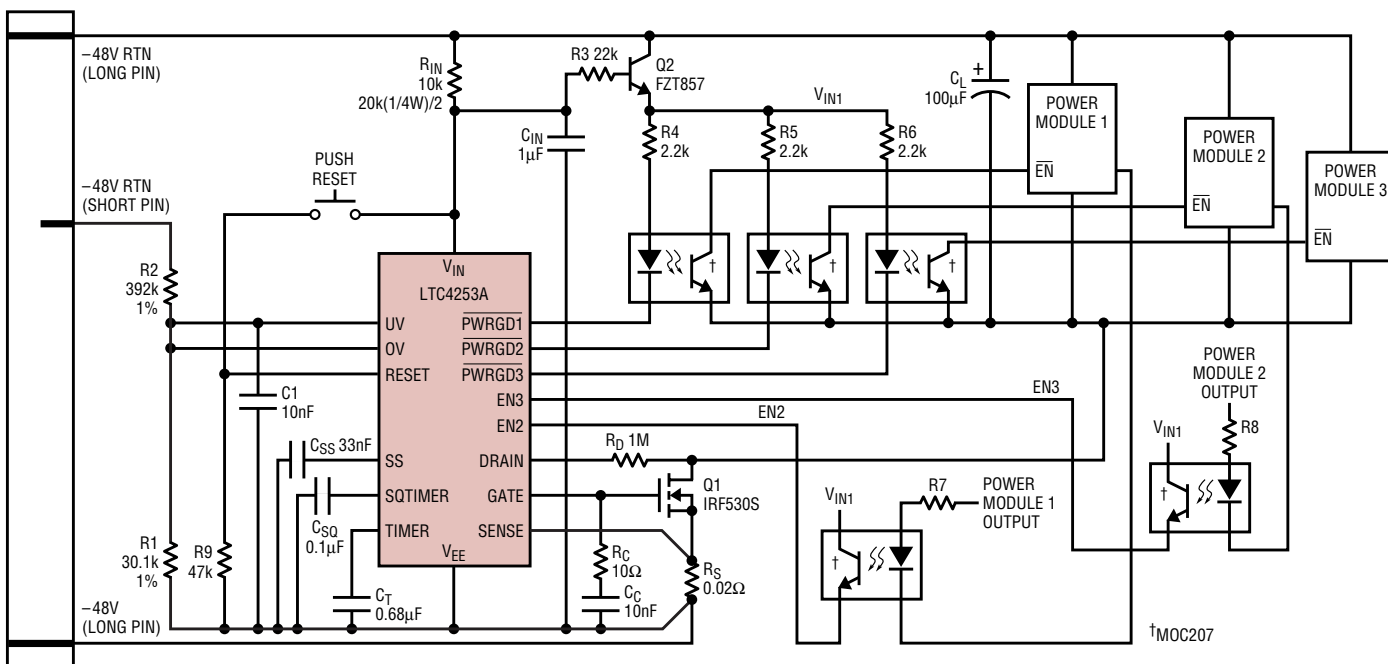 −48V RTN
(LONG PIN)
RIN
10k
20k(1/4W)/2
R3 22k
Q2
FZT857
CL
100µF
+
POWER
MODULE 1
EN
POWER
MODULE 2
EN
POWER
MODULE 3
EN
VIN1
R4
2.2k
R5
2.2k
R6
2.2k
CIN
1µF
PUSH
RESET
−48V RTN
(SHORT PIN)
R2
392k
1%
†
†
†
VIN
LTC4253A
UV
OV
RESET
SS
SQTIMER
TIMER
VEE
PWRGD1
PWRGD2
PWRGD3
EN3
EN2
DRAIN
GATE
SENSE
C1
10nF
CSS 33nF
CSQ
0.1µF
R1
30.1k
1%
R9
47k
CT
0.68µF
−48V
(LONG PIN)
RD 1M
Q1
IRF530S
RC
10Ω
CC
10nF
RS
0.02Ω
EN2
EN3
VIN1
†
R7
POWER
MODULE 1
OUTPUT
POWER
MODULE 2
OUTPUT
R8
VIN1
†
†MOC207